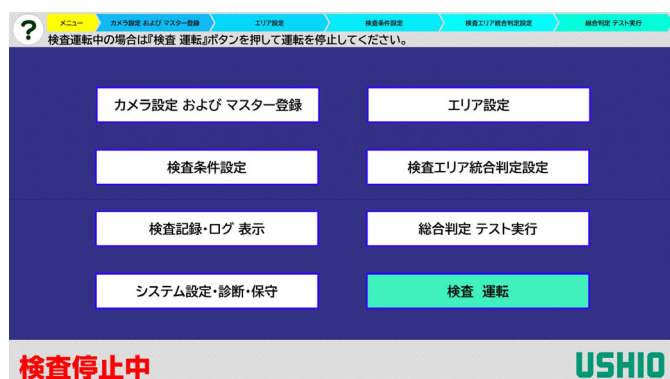 ?
メニュー
カメラ設定 および マスター登録
エリア設定
検査条件設定
検査エリア統合判定設定
総合判定 テスト実行
検査運転中の場合は『検査 運転』ボタンを押して運転を停止してください。
カメラ設定 および マスター登録
エリア設定
検査条件設定
検査エリア統合判定設定
検査記録・ログ 表示
総合判定 テスト実行
システム設定・診断・保守
検査 運転
検査停止中
USHIO